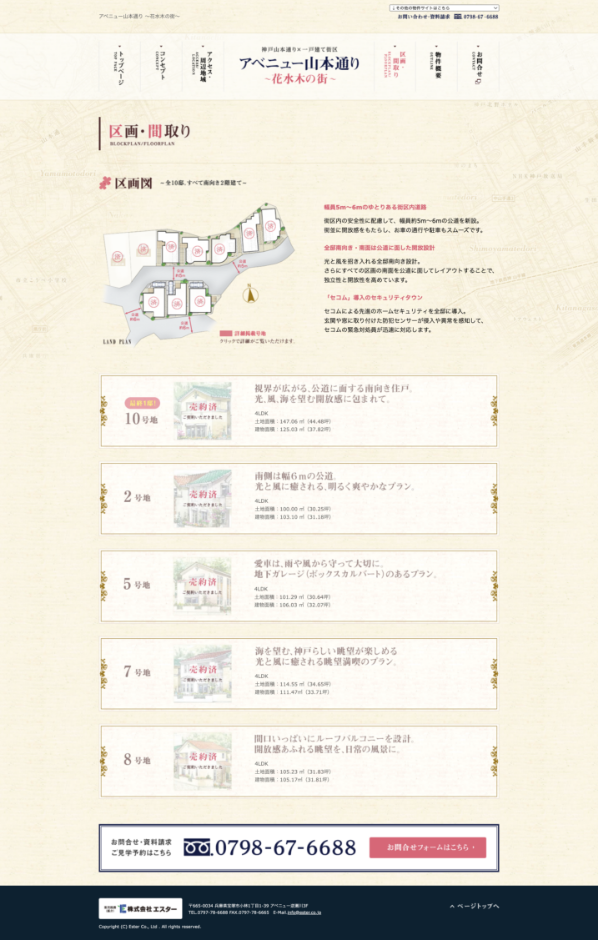 アベニュー山本通り 〜花水木の街〜
↓その他の物件サイトはこちら
お問い合わせ・資料請求 0798-67-6688
トップページ
TOP PAGE
コンセプト
CONCEPT
アクセス・周辺地域
神戸山本通り×一戸建て街区
アベニュー山本通り
〜花水木の街〜
区画・間取り
物件概要
OUTLINE
お問合せ
CONTACT
区画・間取り
BLOCKPLAN/FLOORPLAN
区画図 〜全10邸、すべて南向き2階建て〜
幅員5m〜6mのゆとりある街区内道路
街区内の安全性に配慮して、幅員約5m〜6mの公道を新設。
街並に開放感をもたらし、お車の通行や駐車もスムーズです。
全邸南向き・南面は公道に面した開放設計
光と風を招き入れる全邸南向き設計。
さらにすべての区画の南面を公道に面してレイアウトすることで、
独立性と開放性を高めています。
「セコム」導入のセキュリティタウン
セコムによる先進のホームセキュリティを全邸に導入。
玄関や窓に取り付けた防犯センサーが侵入や異常を感知して、
セコムの緊急対処員が迅速に対応します。
LAND PLAN
詳細掲載号地
クリックで詳細がご覧いただけます。
最終1邸!
10号地
売約済
ご契約いただきました
視界が広がる、公道に面する南向き住戸。
光、風、海を望む開放感に包まれて。
4LDK
土地面積：147.06 ㎡（44.48坪）
建物面積：125.03 ㎡（37.82坪）
2 号地
売約済
ご契約いただきました
南側は幅６ｍの公道。
光と風に癒される、明るく爽やかなプラン。
4LDK
土地面積：100.00 ㎡（30.25坪）
建物面積：103.10 ㎡（31.18坪）
5 号地
売約済
ご契約いただきました
愛車は、雨や風から守って大切に。
地下ガレージ（ボックスカルバート）のあるプラン。
4LDK
土地面積：101.29 ㎡（30.64坪）
建物面積：106.03 ㎡（32.07坪）
7 号地
売約済
ご契約いただきました
海を望む、神戸らしい眺望が楽しめる
光と風に癒される眺望満喫のプラン。
4LDK
土地面積：114.55 ㎡（34.65坪）
建物面積：111.47㎡（33.71坪）
8 号地
売約済
ご契約いただきました
間口いっぱいにルーフバルコニーを設計。
開放感あふれる眺望を、日常の風景に。
4LDK
土地面積：105.23 ㎡（31.83坪）
建物面積：105.17㎡（31.81坪）
お問合せ・資料請求
ご見学予約はこちら
0798-67-6688
お問合せフォームはこちら
株式会社エスター
〒665-0034 兵庫県宝塚市小林1丁目1-39 アベニュー武庫103F
TEL.0797-76-6688 FAX.0797-76-6665 E-Mail.info@ester.co.jp
ページトップへ
Copyright (C) Ester Co., Ltd . All rights reserved.